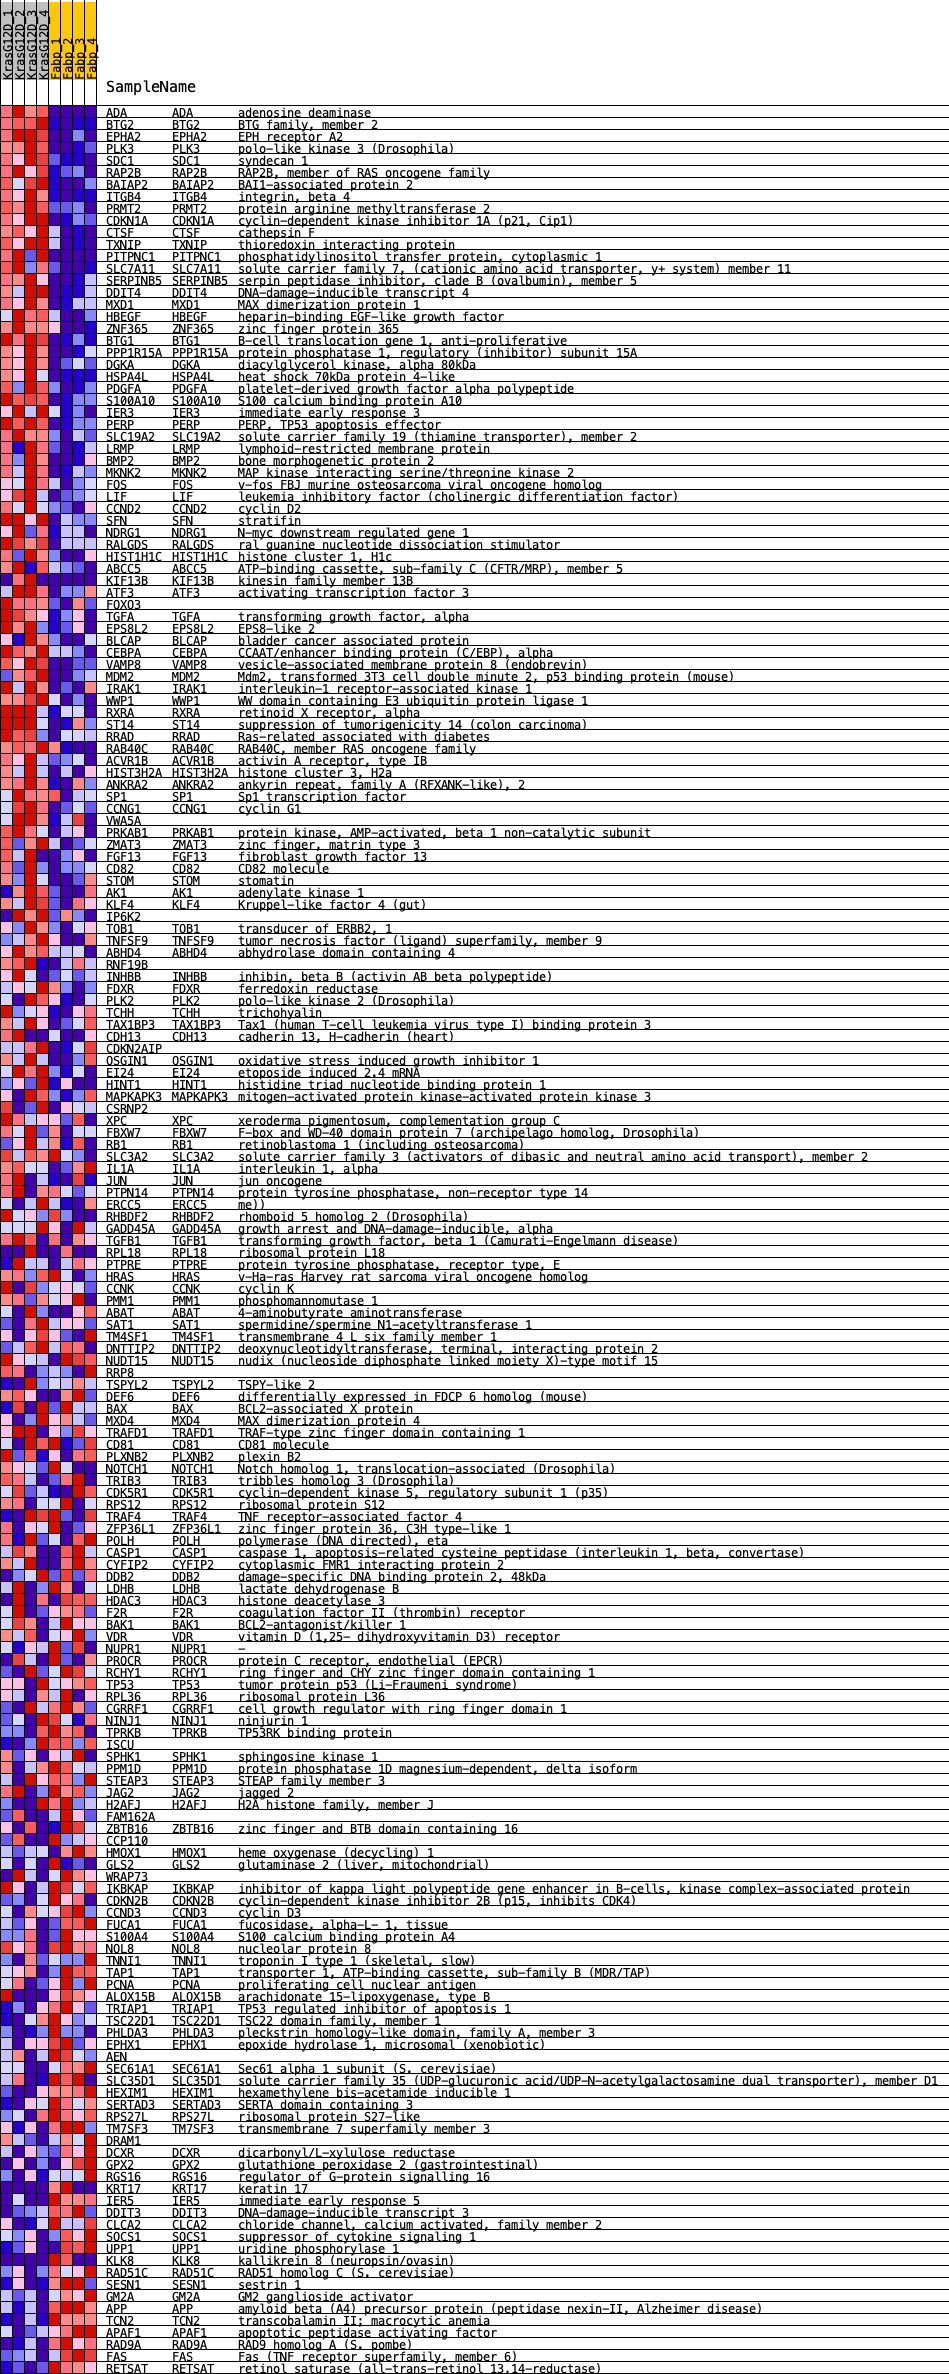 KrasG12D_1
KrasG12D_2
KrasG12D_3
KrasG12D_4
Fabp_1
Fabp_2
Fabp_3
Fabp_4
SampleName
ADA ADA adenosine deaminase
BTG2 BTG2 BTG family, member 2
EPHA2 EPHA2 EPH receptor A2
PLK3 PLK3 polo-like kinase 3 (Drosophila)
SDC1 SDC1 syndecan 1
RAP2B RAP2B RAP2B, member of RAS oncogene family
BAIAP2 BAIAP2 BAI1-associated protein 2
ITGB4 ITGB4 integrin, beta 4
PRMT2 PRMT2 protein arginine methyltransferase 2
CDKN1A CDKN1A cyclin-dependent kinase inhibitor 1A (p21, Cip1)
CTSF CTSF cathepsin F
TXNIP TXNIP thioredoxin interacting protein
PITPNC1 PITPNC1 phosphatidylinositol transfer protein, cytoplasmic 1
SLC7A11 SLC7A11 solute carrier family 7, (cationic amino acid transporter, y+ system) member 11
SERPINB5 SERPINB5 serpin peptidase inhibitor, clade B (ovalbumin), member 5
DDIT4 DDIT4 DNA-damage-inducible transcript 4
MXD1 MXD1 MAX dimerization protein 1
HBEGF HBEGF heparin-binding EGF-like growth factor
ZNF365 ZNF365 zinc finger protein 365
BTG1 BTG1 B-cell translocation gene 1, anti-proliferative
PPP1R15A PPP1R15A protein phosphatase 1, regulatory (inhibitor) subunit 15A
DGKA DGKA diacylglycerol kinase, alpha 80kDa
HSPA4L HSPA4L heat shock 70kDa protein 4-like
PDGFA PDGFA platelet-derived growth factor alpha polypeptide
S100A10 S100A10 S100 calcium binding protein A10
IER3 IER3 immediate early response 3
PERP PERP PERP, TP53 apoptosis effector
SLC19A2 SLC19A2 solute carrier family 19 (thiamine transporter), member 2
LRMP LRMP lymphoid-restricted membrane protein
BMP2 BMP2 bone morphogenetic protein 2
MKNK2 MKNK2 MAP kinase interacting serine/threonine kinase 2
FOS FOS v-fos FBJ murine osteosarcoma viral oncogene homolog
LIF LIF leukemia inhibitory factor (cholinergic differentiation factor)
CCND2 CCND2 cyclin D2
SFN SFN stratifin
NDRG1 NDRG1 N-myc downstream regulated gene 1
RALGDS RALGDS ral guanine nucleotide dissociation stimulator
HIST1H1C HIST1H1C histone cluster 1, H1c
ABCC5 ABCC5 ATP-binding cassette, sub-family C (CFTR/MRP), member 5
KIF13B KIF13B kinesin family member 13B
ATF3 ATF3 activating transcription factor 3
FOXO3
TGFA TGFA transforming growth factor, alpha
EPS8L2 EPS8L2 EPS8-like 2
BLCAP BLCAP bladder cancer associated protein
CEBPA CEBPA CCAAT/enhancer binding protein (C/EBP), alpha
VAMP8 VAMP8 vesicle-associated membrane protein 8 (endobrevin)
MDM2 MDM2 Mdm2, transformed 3T3 cell double minute 2, p53 binding protein (mouse)
IRAK1 IRAK1 interleukin-1 receptor-associated kinase 1
WWP1 WWP1 WW domain containing E3 ubiquitin protein ligase 1
RXRA RXRA retinoid X receptor, alpha
ST14 ST14 suppression of tumorigenicity 14 (colon carcinoma)
RRAD RRAD Ras-related associated with diabetes
RAB40C RAB40C RAB40C, member RAS oncogene family
ACVR1B ACVR1B activin A receptor, type IB
HIST3H2A HIST3H2A histone cluster 3, H2a
ANKRA2 ANKRA2 ankyrin repeat, family A (RFXANK-like), 2
SP1 SP1 Sp1 transcription factor
CCNG1 CCNG1 cyclin G1
VWA5A
PRKAB1 PRKAB1 protein kinase, AMP-activated, beta 1 non-catalytic subunit
ZMAT3 ZMAT3 zinc finger, matrin type 3
FGF13 FGF13 fibroblast growth factor 13
CD82 CD82 CD82 molecule
STOM STOM stomatin
AK1 AK1 adenylate kinase 1
KLF4 KLF4 Kruppel-like factor 4 (gut)
IP6K2
TOB1 TOB1 transducer of ERBB2, 1
TNFSF9 TNFSF9 tumor necrosis factor (ligand) superfamily, member 9
ABHD4 ABHD4 abhydrolase domain containing 4
RNF19B
INHBB INHBB inhibin, beta B (activin AB beta polypeptide)
FDXR FDXR ferredoxin reductase
PLK2 PLK2 polo-like kinase 2 (Drosophila)
TCHH TCHH trichohyalin
TAX1BP3 TAX1BP3 Tax1 (human T-cell leukemia virus type I) binding protein 3
CDH13 CDH13 cadherin 13, H-cadherin (heart)
CDKN2AIP
OSGIN1 OSGIN1 oxidative stress induced growth inhibitor 1
EI24 EI24 etoposide induced 2.4 mRNA
HINT1 HINT1 histidine triad nucleotide binding protein 1
MAPKAPK3 MAPKAPK3 mitogen-activated protein kinase-activated protein kinase 3
CSRNP2
XPC XPC xeroderma pigmentosum, complementation group C
FBXW7 FBXW7 F-box and WD-40 domain protein 7 (archipelago homolog, Drosophila)
RB1 RB1 retinoblastoma 1 (including osteosarcoma)
SLC3A2 SLC3A2 solute carrier family 3 (activators of dibasic and neutral amino acid transport), member 2
IL1A IL1A interleukin 1, alpha
JUN JUN jun oncogene
PTPN14 PTPN14 protein tyrosine phosphatase, non-receptor type 14
ERCC5 ERCC5 me))
RHBDF2 RHBDF2 rhomboid 5 homolog 2 (Drosophila)
GADD45A GADD45A growth arrest and DNA-damage-inducible, alpha
TGFB1 TGFB1 transforming growth factor, beta 1 (Camurati-Engelmann disease)
RPL18 RPL18 ribosomal protein L18
PTPRE PTPRE protein tyrosine phosphatase, receptor type, E
HRAS HRAS v-Ha-ras Harvey rat sarcoma viral oncogene homolog
CCNK CCNK cyclin K
PMM1 PMM1 phosphomannomutase 1
ABAT ABAT 4-aminobutyrate aminotransferase
SAT1 SAT1 spermidine/spermine N1-acetyltransferase 1
TM4SF1 TM4SF1 transmembrane 4 L six family member 1
DNTTIP2 DNTTIP2 deoxynucleotidyltransferase, terminal, interacting protein 2
NUDT15 NUDT15 nudix (nucleoside diphosphate linked moiety X)-type motif 15
RRP8
TSPYL2 TSPYL2 TSPY-like 2
DEF6 DEF6 differentially expressed in FDCP 6 homolog (mouse)
BAX BAX BCL2-associated X protein
MXD4 MXD4 MAX dimerization protein 4
TRAFD1 TRAFD1 TRAF-type zinc finger domain containing 1
CD81 CD81 CD81 molecule
PLXNB2 PLXNB2 plexin B2
NOTCH1 NOTCH1 Notch homolog 1, translocation-associated (Drosophila)
TRIB3 TRIB3 tribbles homolog 3 (Drosophila)
CDK5R1 CDK5R1 cyclin-dependent kinase 5, regulatory subunit 1 (p35)
RPS12 RPS12 ribosomal protein S12
TRAF4 TRAF4 TNF receptor-associated factor 4
ZFP36L1 ZFP36L1 zinc finger protein 36, C3H type-like 1
POLH POLH polymerase (DNA directed), eta
CASP1 CASP1 caspase 1, apoptosis-related cysteine peptidase (interleukin 1, beta, convertase)
CYFIP2 CYFIP2 cytoplasmic FMR1 interacting protein 2
DDB2 DDB2 damage-specific DNA binding protein 2, 48kDa
LDHB LDHB lactate dehydrogenase B
HDAC3 HDAC3 histone deacetylase 3
F2R F2R coagulation factor II (thrombin) receptor
BAK1 BAK1 BCL2-antagonist/killer 1
VDR VDR vitamin D (1,25- dihydroxyvitamin D3) receptor
NUPR1 NUPR1 -
PROCR PROCR protein C receptor, endothelial (EPCR)
RCHY1 RCHY1 ring finger and CHY zinc finger domain containing 1
TP53 TP53 tumor protein p53 (Li-Fraumeni syndrome)
RPL36 RPL36 ribosomal protein L36
CGRRF1 CGRRF1 cell growth regulator with ring finger domain 1
NINJ1 NINJ1 ninjurin 1
TPRKB TPRKB TP53RK binding protein
ISCU
SPHK1 SPHK1 sphingosine kinase 1
PPM1D PPM1D protein phosphatase 1D magnesium-dependent, delta isoform
STEAP3 STEAP3 STEAP family member 3
JAG2 JAG2 jagged 2
H2AFJ H2AFJ H2A histone family, member J
FAM162A
ZBTB16 ZBTB16 zinc finger and BTB domain containing 16
CCP110
HMOX1 HMOX1 heme oxygenase (decycling) 1
GLS2 GLS2 glutaminase 2 (liver, mitochondrial)
WRAP73
IKBKAP IKBKAP inhibitor of kappa light polypeptide gene enhancer in B-cells, kinase complex-associated protein
CDKN2B CDKN2B cyclin-dependent kinase inhibitor 2B (p15, inhibits CDK4)
CCND3 CCND3 cyclin D3
FUCA1 FUCA1 fucosidase, alpha-L- 1, tissue
S100A4 S100A4 S100 calcium binding protein A4
NOL8 NOL8 nucleolar protein 8
TNNI1 TNNI1 troponin I type 1 (skeletal, slow)
TAP1 TAP1 transporter 1, ATP-binding cassette, sub-family B (MDR/TAP)
PCNA PCNA proliferating cell nuclear antigen
ALOX15B ALOX15B arachidonate 15-lipoxygenase, type B
TRIAP1 TRIAP1 TP53 regulated inhibitor of apoptosis 1
TSC22D1 TSC22D1 TSC22 domain family, member 1
PHLDA3 PHLDA3 pleckstrin homology-like domain, family A, member 3
EPHX1 EPHX1 epoxide hydrolase 1, microsomal (xenobiotic)
AEN
SEC61A1 SEC61A1 Sec61 alpha 1 subunit (S. cerevisiae)
SLC35D1 SLC35D1 solute carrier family 35 (UDP-glucuronic acid/UDP-N-acetylgalactosamine dual transporter), member D1
HEXIM1 HEXIM1 hexamethylene bis-acetamide inducible 1
SERTAD3 SERTAD3 SERTA domain containing 3
RPS27L RPS27L ribosomal protein S27-like
TM7SF3 TM7SF3 transmembrane 7 superfamily member 3
DRAM1
DCXR DCXR dicarbonyl/L-xylulose reductase
GPX2 GPX2 glutathione peroxidase 2 (gastrointestinal)
RGS16 RGS16 regulator of G-protein signalling 16
KRT17 KRT17 keratin 17
IER5 IER5 immediate early response 5
DDIT3 DDIT3 DNA-damage-inducible transcript 3
CLCA2 CLCA2 chloride channel, calcium activated, family member 2
SOCS1 SOCS1 suppressor of cytokine signaling 1
UPP1 UPP1 uridine phosphorylase 1
KLK8 KLK8 kallikrein 8 (neuropsin/ovasin)
RAD51C RAD51C RAD51 homolog C (S. cerevisiae)
SESN1 SESN1 sestrin 1
GM2A GM2A GM2 ganglioside activator
APP APP amyloid beta (A4) precursor protein (peptidase nexin-II, Alzheimer disease)
TCN2 TCN2 transcobalamin II; macrocytic anemia
APAF1 APAF1 apoptotic peptidase activating factor
RAD9A RAD9A RAD9 homolog A (S. pombe)
FAS FAS Fas (TNF receptor superfamily, member 6)
RETSAT RETSAT retinol saturase (all-trans-retinol 13,14-reductase)